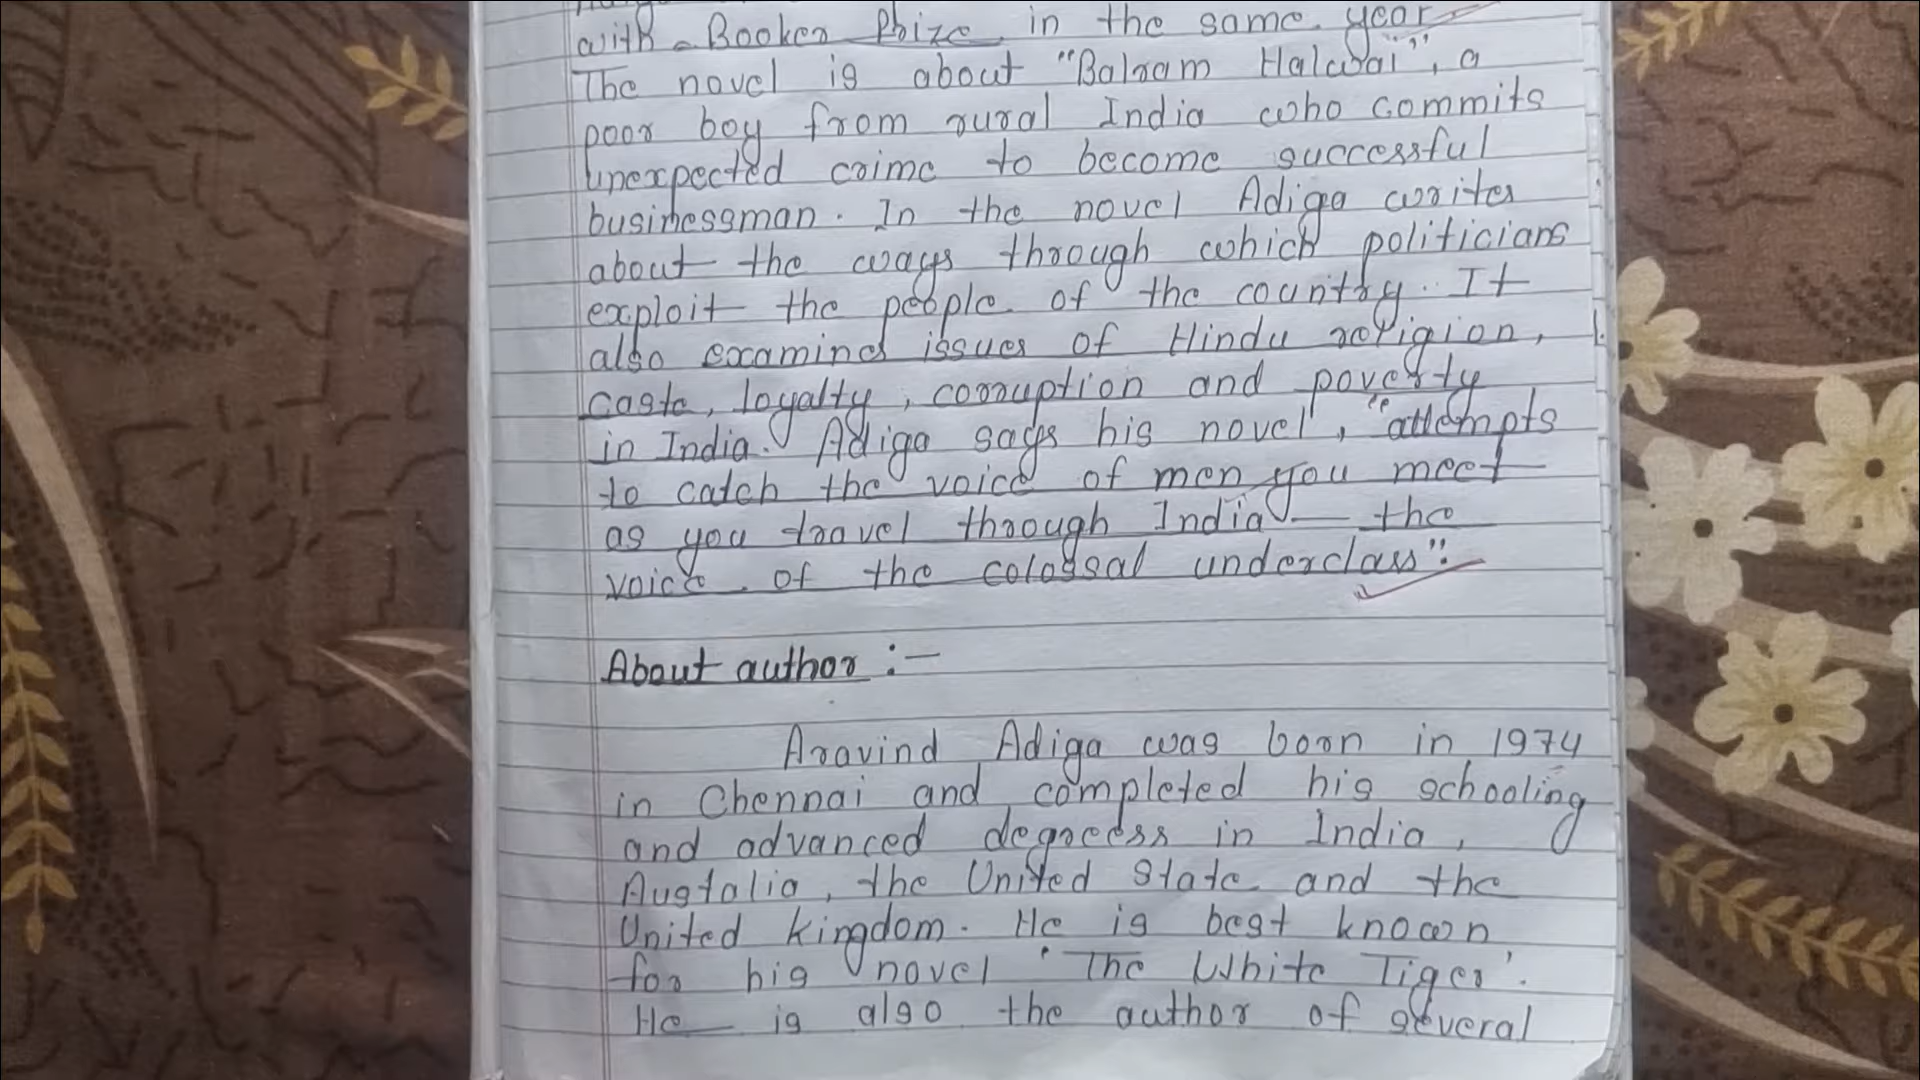 with Booker Prize in the same year
The novel is about "Balram Halwai", a
poor boy from rural India who commits
unexpected crime to become successful
businessman. In the novel Adiga writes
about the ways through which politicians
exploit the people of the country. It
also examines issues of Hindu religion,
caste, loyalty, corruption and poverty
in India. Adiga says his novel, "attempts
to catch the voice of men you meet
as you travel through India — the
voice of the colossal underclass".
About author :-
Aravind Adiga was born in 1974
in Chennai and completed his schooling
and advanced degreess in India,
Austalia, the United State and the
United kingdom. He is best known
for his novel 'The White Tiger'.
He is also the author of several